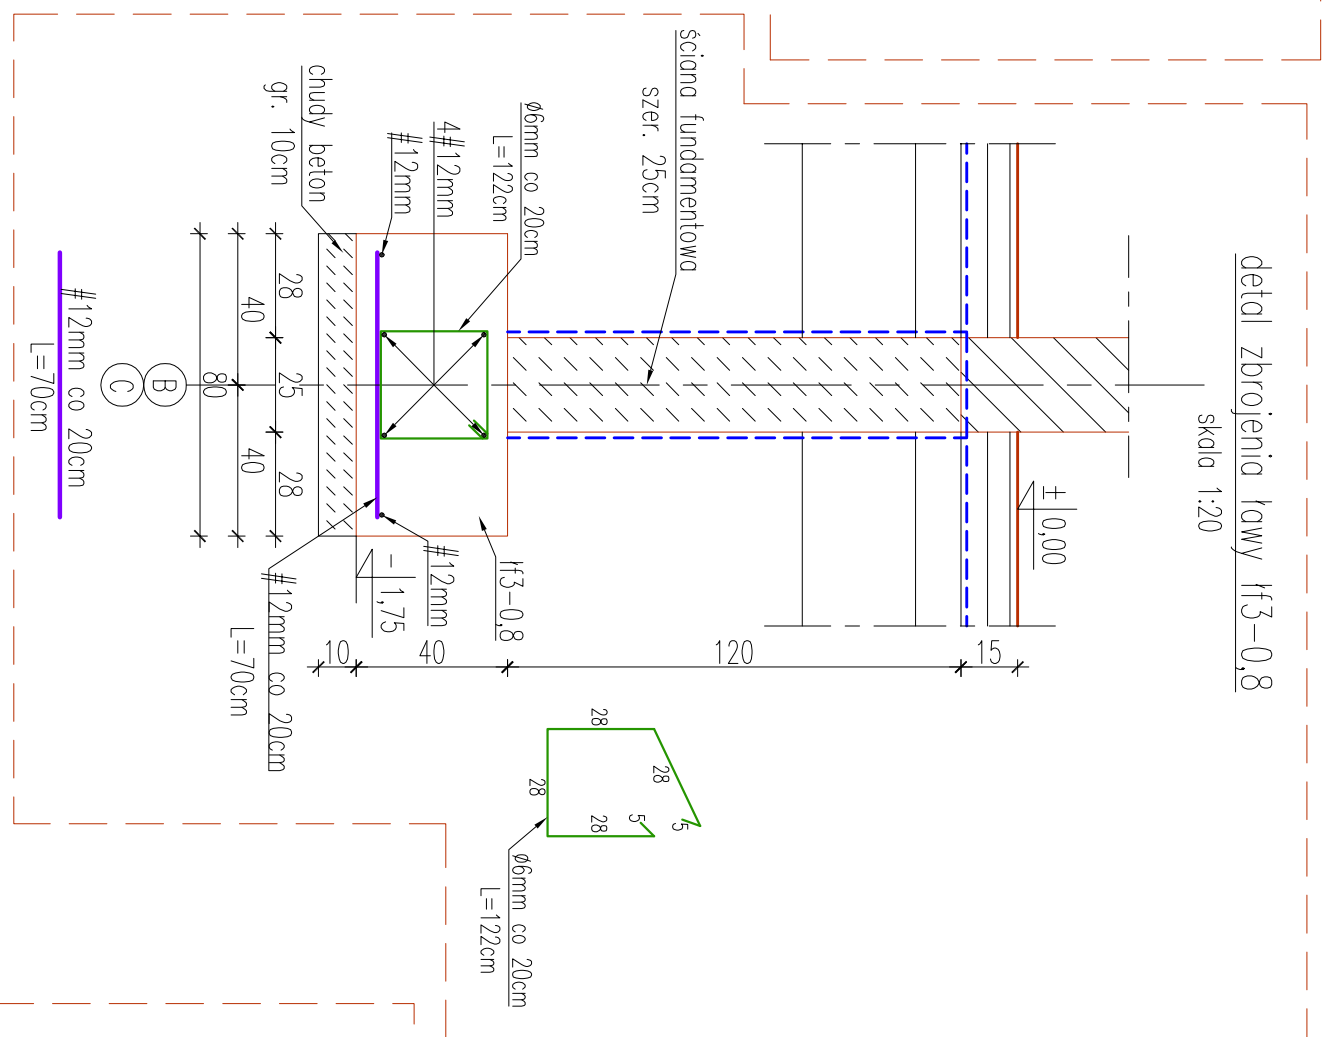 detal zbrojenia ławy łf3-0,8
skala 1:20
± 0,00
ściana fundamentowa
szer. 25cm
ø6mm co 20cm
L=122cm
4#12mm
#12mm
chudy beton
gr. 10cm
28
25
28
40
40
80
B
C
#12mm co 20cm
L=70cm
łf3-0,8
#12mm
- 1,75
#12mm co 20cm
L=70cm
10
40
120
15
28
28
28
28
5
5
ø6mm co 20cm
L=122cm